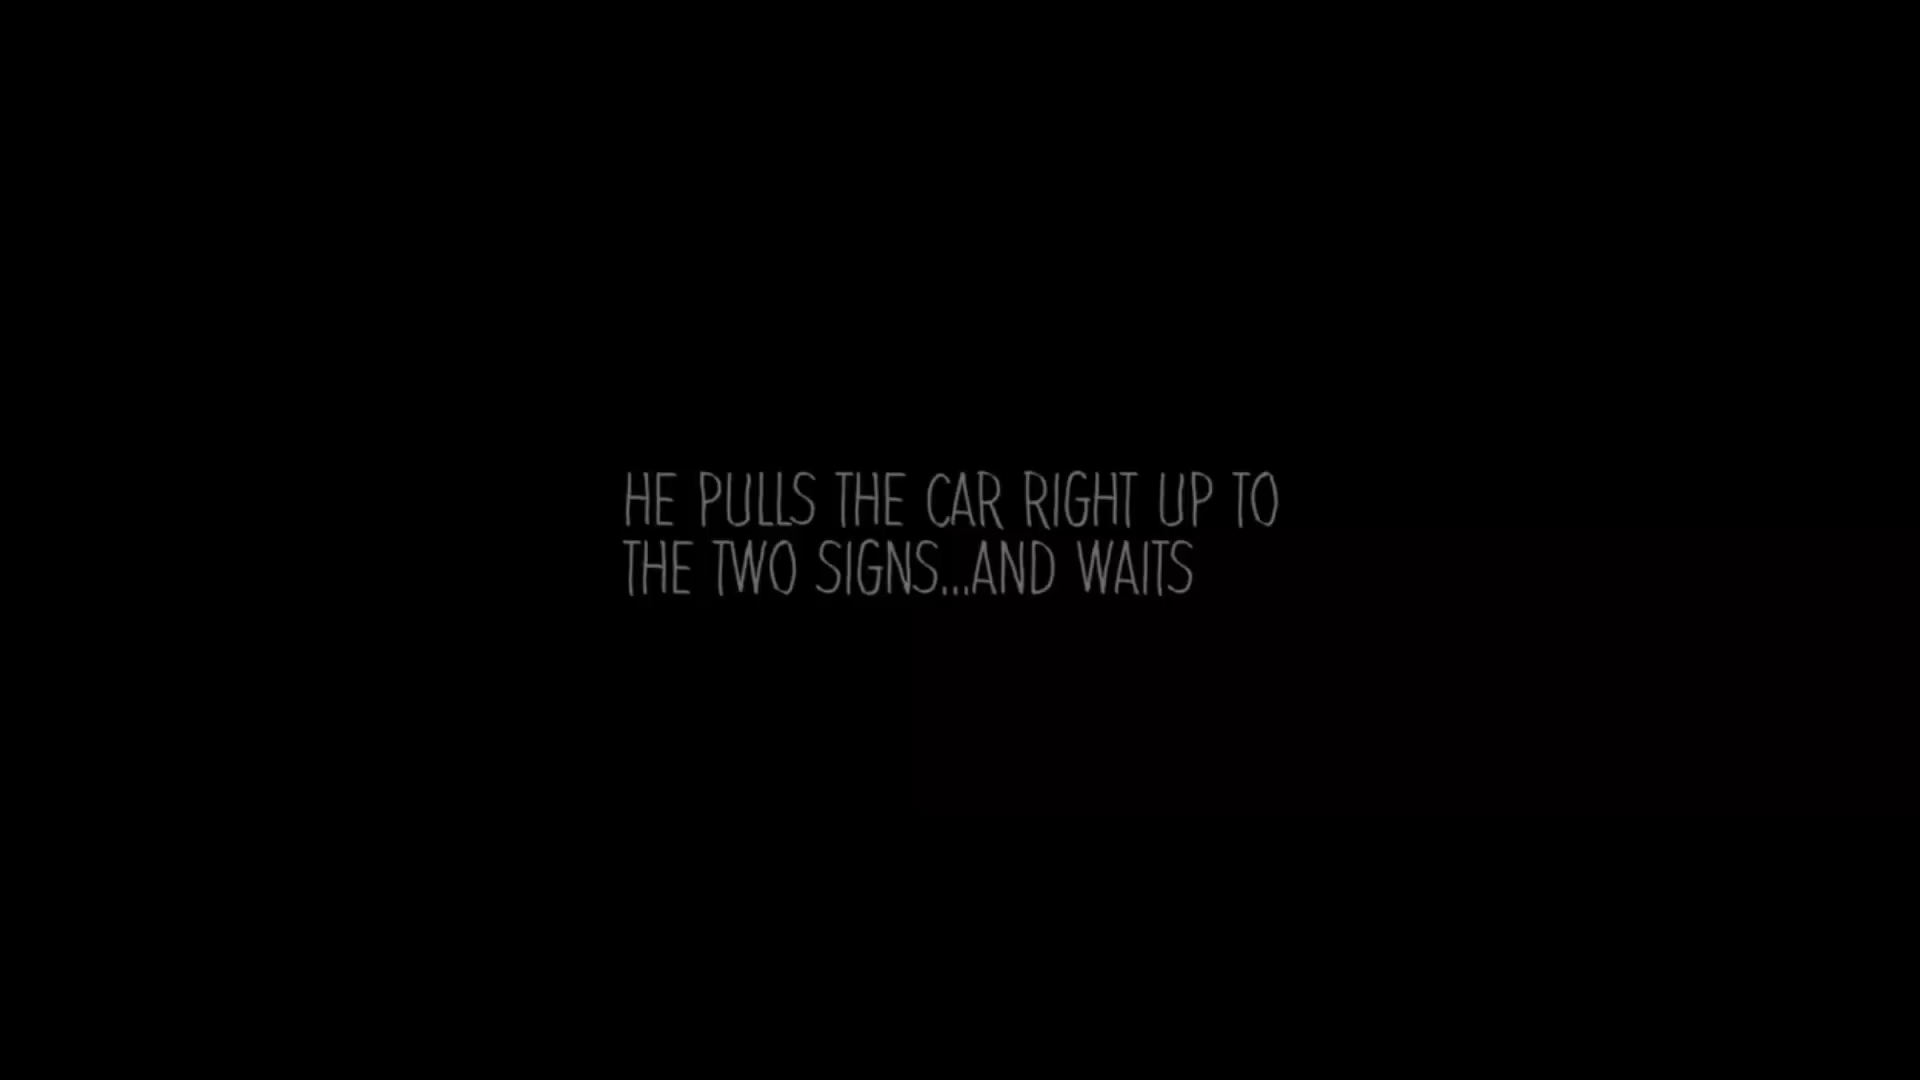 HE PULLS THE CAR RIGHT UP TO
THE TWO SIGNS...AND WAITS